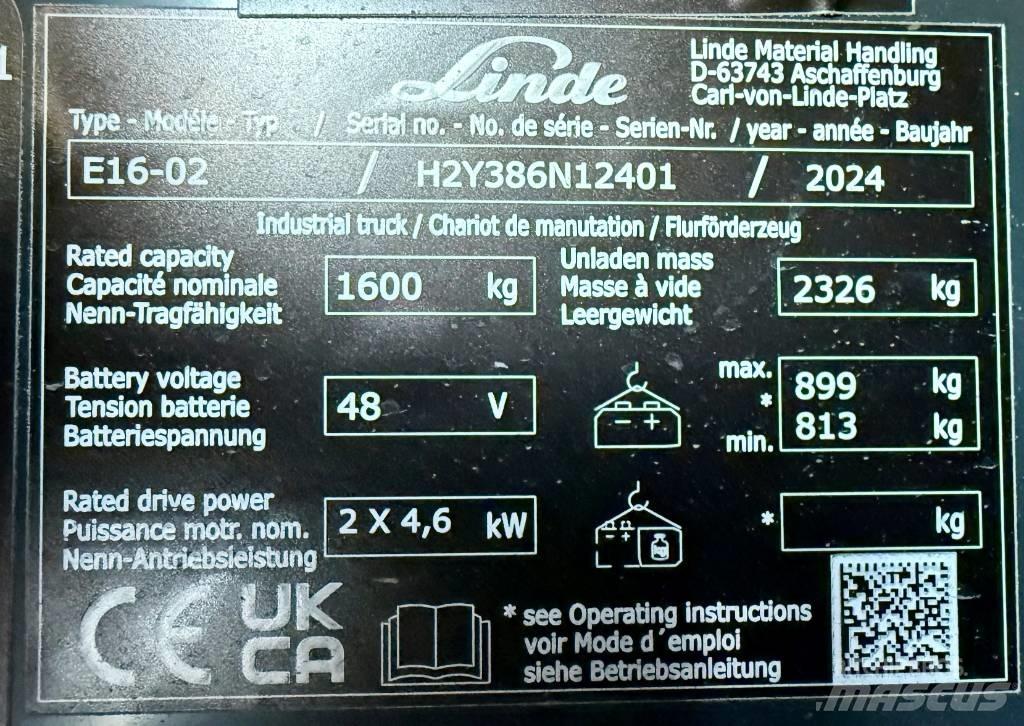 Linde
Linde Material Handling
D-63743 Aschaffenburg
Carl-von-Linde-Platz
Type - Modèle - Typ / Serial no. - No. de série - Serien-Nr. / year - année - Baujahr
E16-02 / H2Y386N12401 / 2024
Industrial truck / Chariot de manutation / Flurförderzeug
Rated capacity
Capacité nominale
Nenn-Tragfähigkeit
1600 kg
Unladen mass
Masse à vide
Leergewicht
2326 kg
Battery voltage
Tension batterie
Batteriespannung
48 V
- +
max.
*
min.
899 kg
813 kg
Rated drive power
Puissance motr. nom.
Nenn-Antriebsleistung
2 X 4,6 kW
- +
kg
* kg
CE
UK
CA
* see Operating instructions
voir Mode d´emploi
siehe Betriebsanleitung
1
MASCUS